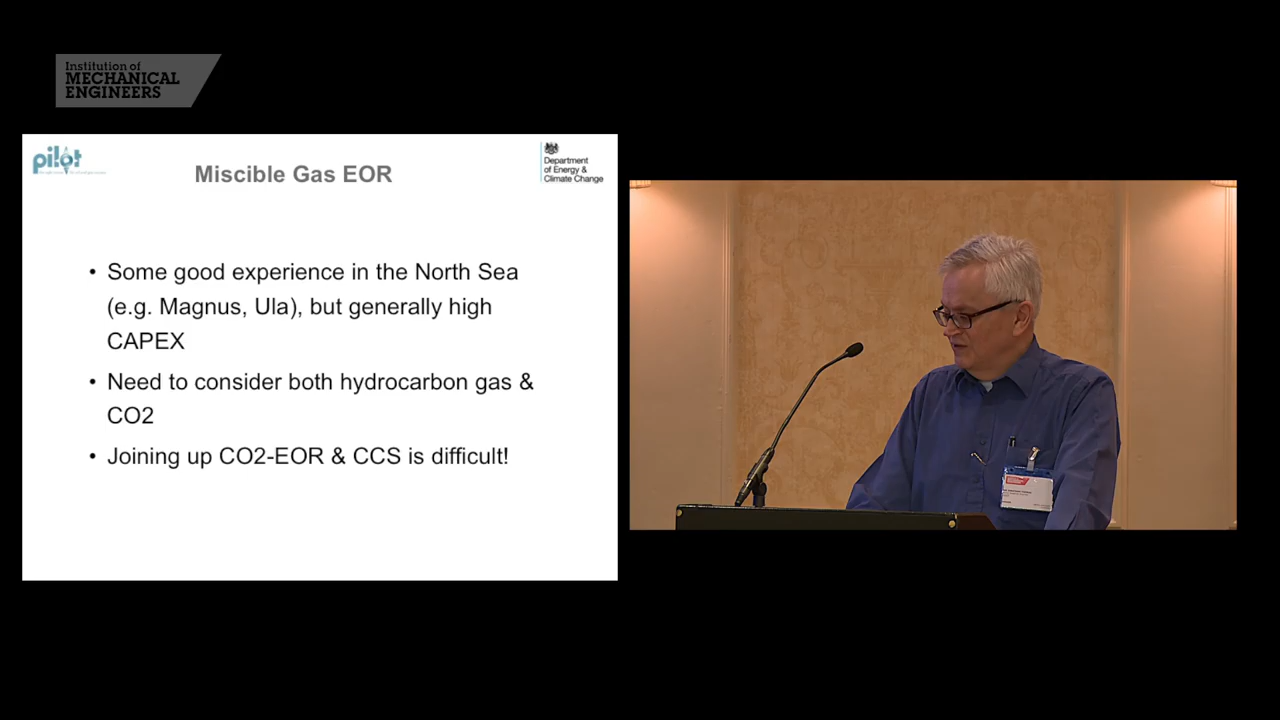 Institution of
MECHANICAL
ENGINEERS
pilot
Miscible Gas EOR
Department
of Energy &
Climate Change
• Some good experience in the North Sea
(e.g. Magnus, Ula), but generally high
CAPEX
• Need to consider both hydrocarbon gas &
CO2
• Joining up CO2-EOR & CCS is difficult!